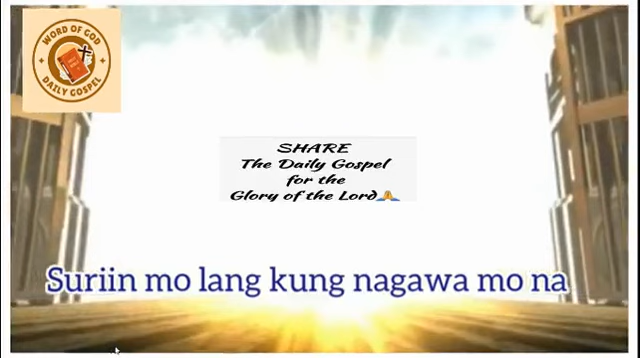 WORD OF GOD
DAILY GOSPEL
SHARE
The Daily Gospel
for the
Glory of the Lord🙏
Suriin mo lang kung nagawa mo na